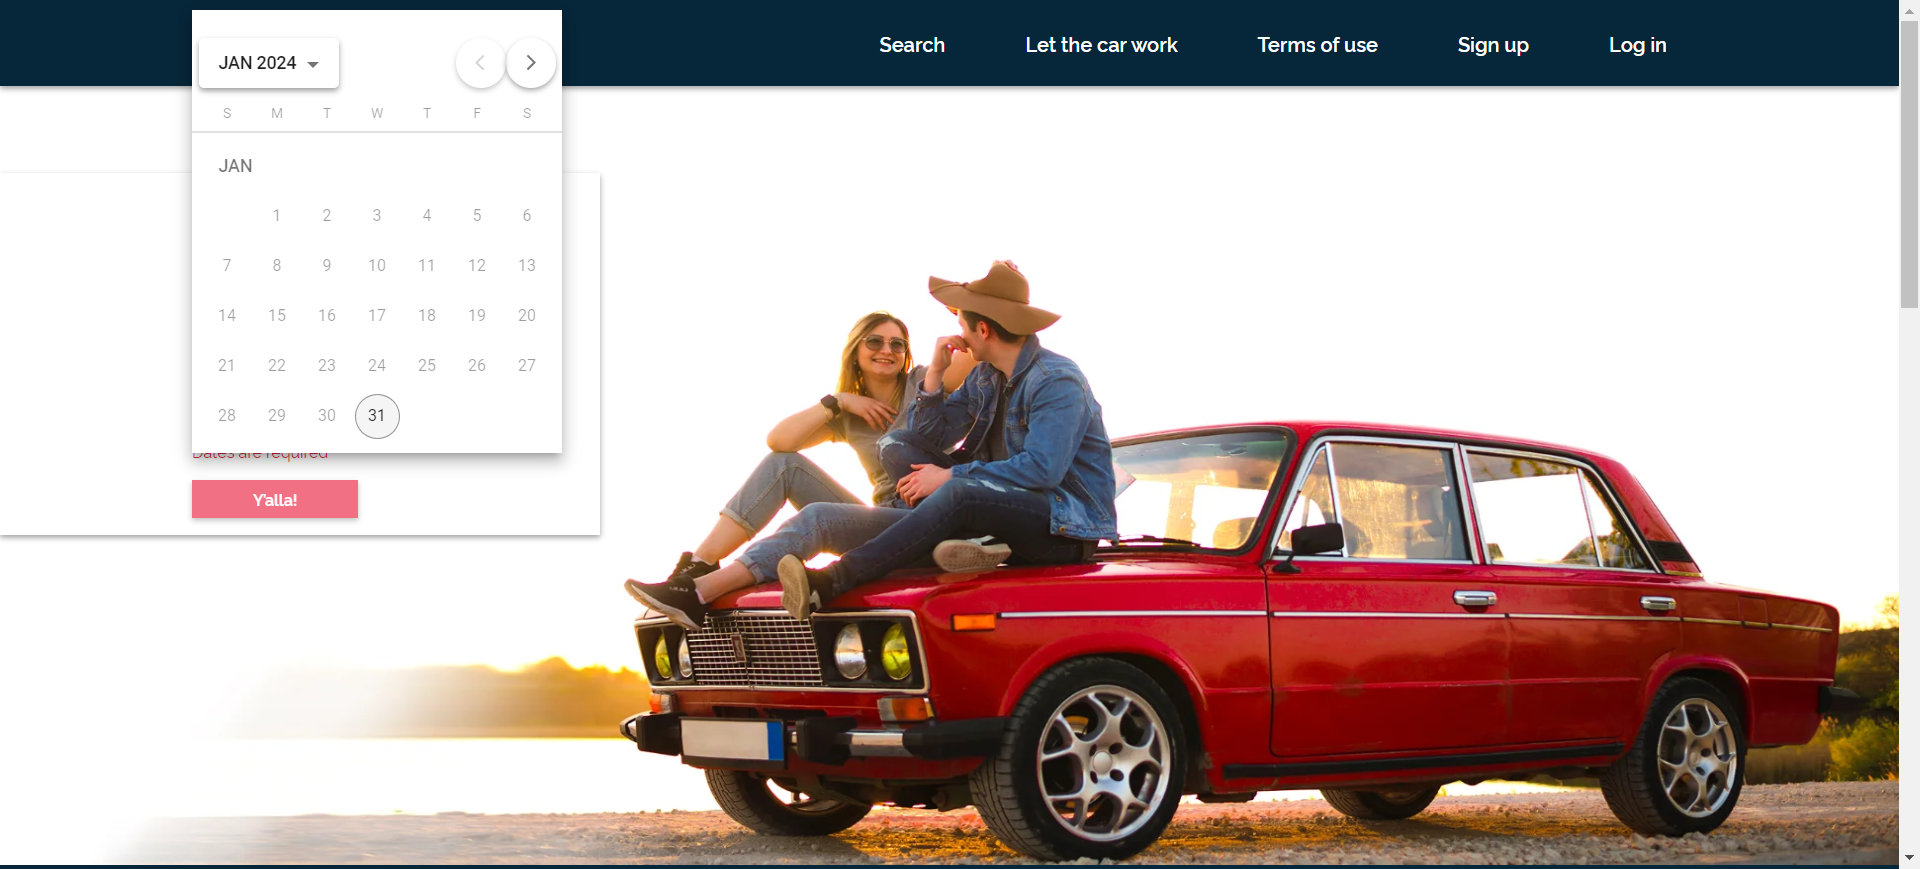 Search Let the car work Terms of use Sign up Log in
JAN 2024
S M T W T F S
JAN
1 2 3 4 5 6
7 8 9 10 11 12 13
14 15 16 17 18 19 20
21 22 23 24 25 26 27
28 29 30 31
Dates are required
Y'alla!